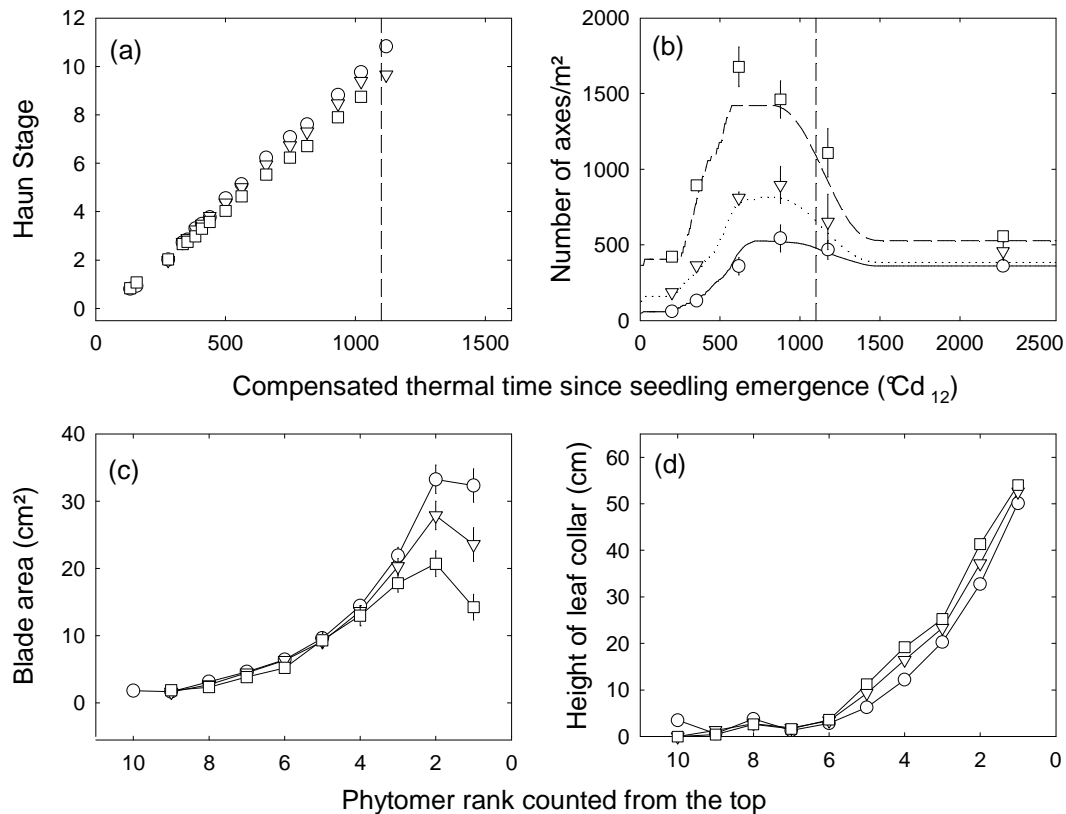 (a)
Haun Stage
12
10
8
6
4
2
0
0 500 1000 1500
(b)
Number of axes/m²
2000
1500
1000
500
0
0 500 1000 1500 2000 2500
Compensated thermal time since seedling emergence (°Cd 12)
(c)
Blade area (cm²)
40
30
20
10
0
10 8 6 4 2 0
(d)
Height of leaf collar (cm)
60
50
40
30
20
10
0
10 8 6 4 2 0
Phytomer rank counted from the top